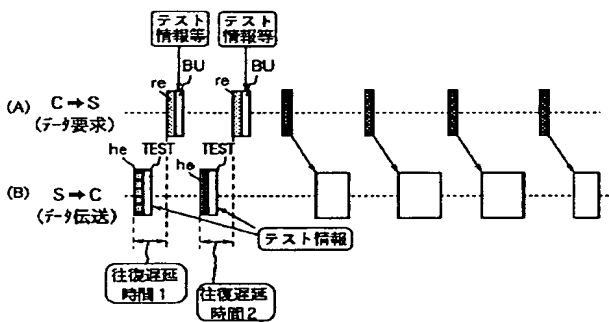 テスト
情報等
テスト
情報等
BU
BU
re
re
(A) C→S
(データ要求)
he
TEST
he
TEST
(B) S→C
(データ伝送)
テスト情報
往復遅延
時間1
往復遅延
時間2